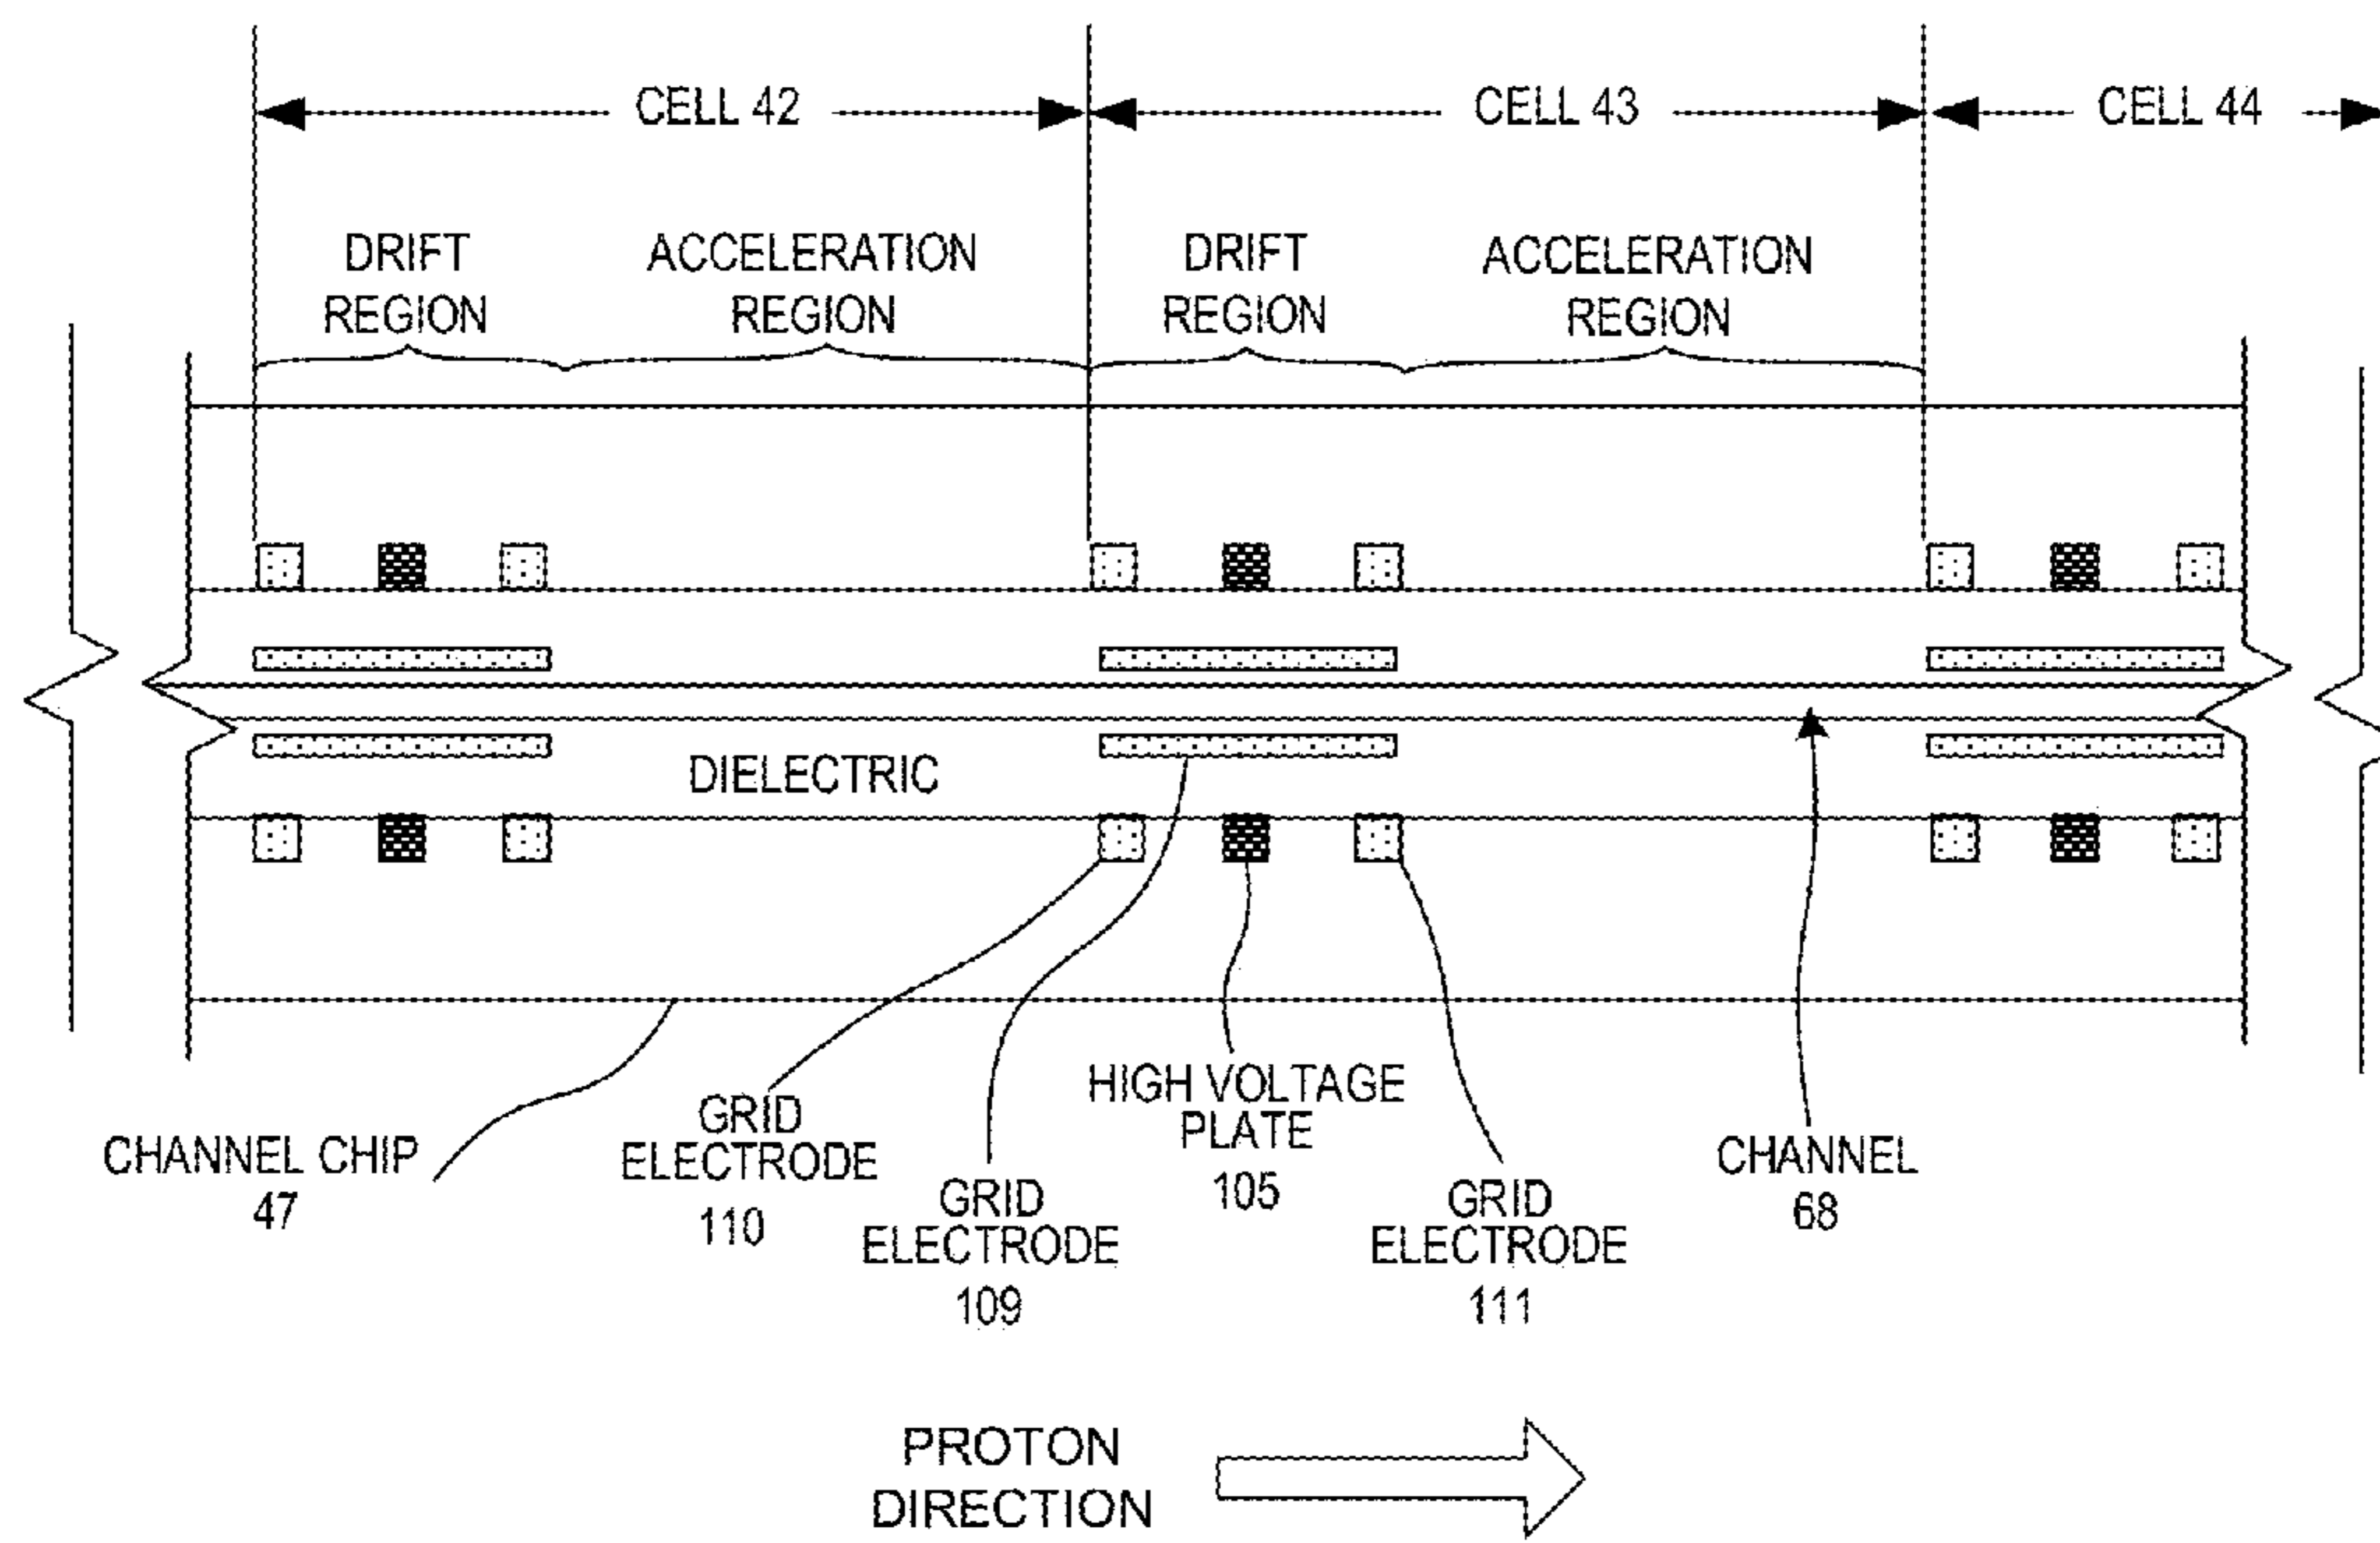 CELL 42
CELL 43
CELL 44
DRIFT
REGION
ACCELERATION
REGION
DRIFT
REGION
ACCELERATION
REGION
DIELECTRIC
CHANNEL CHIP
47
GRID
ELECTRODE
110
GRID
ELECTRODE
109
HIGH VOLTAGE
PLATE
105
GRID
ELECTRODE
111
CHANNEL
68
PROTON
DIRECTION